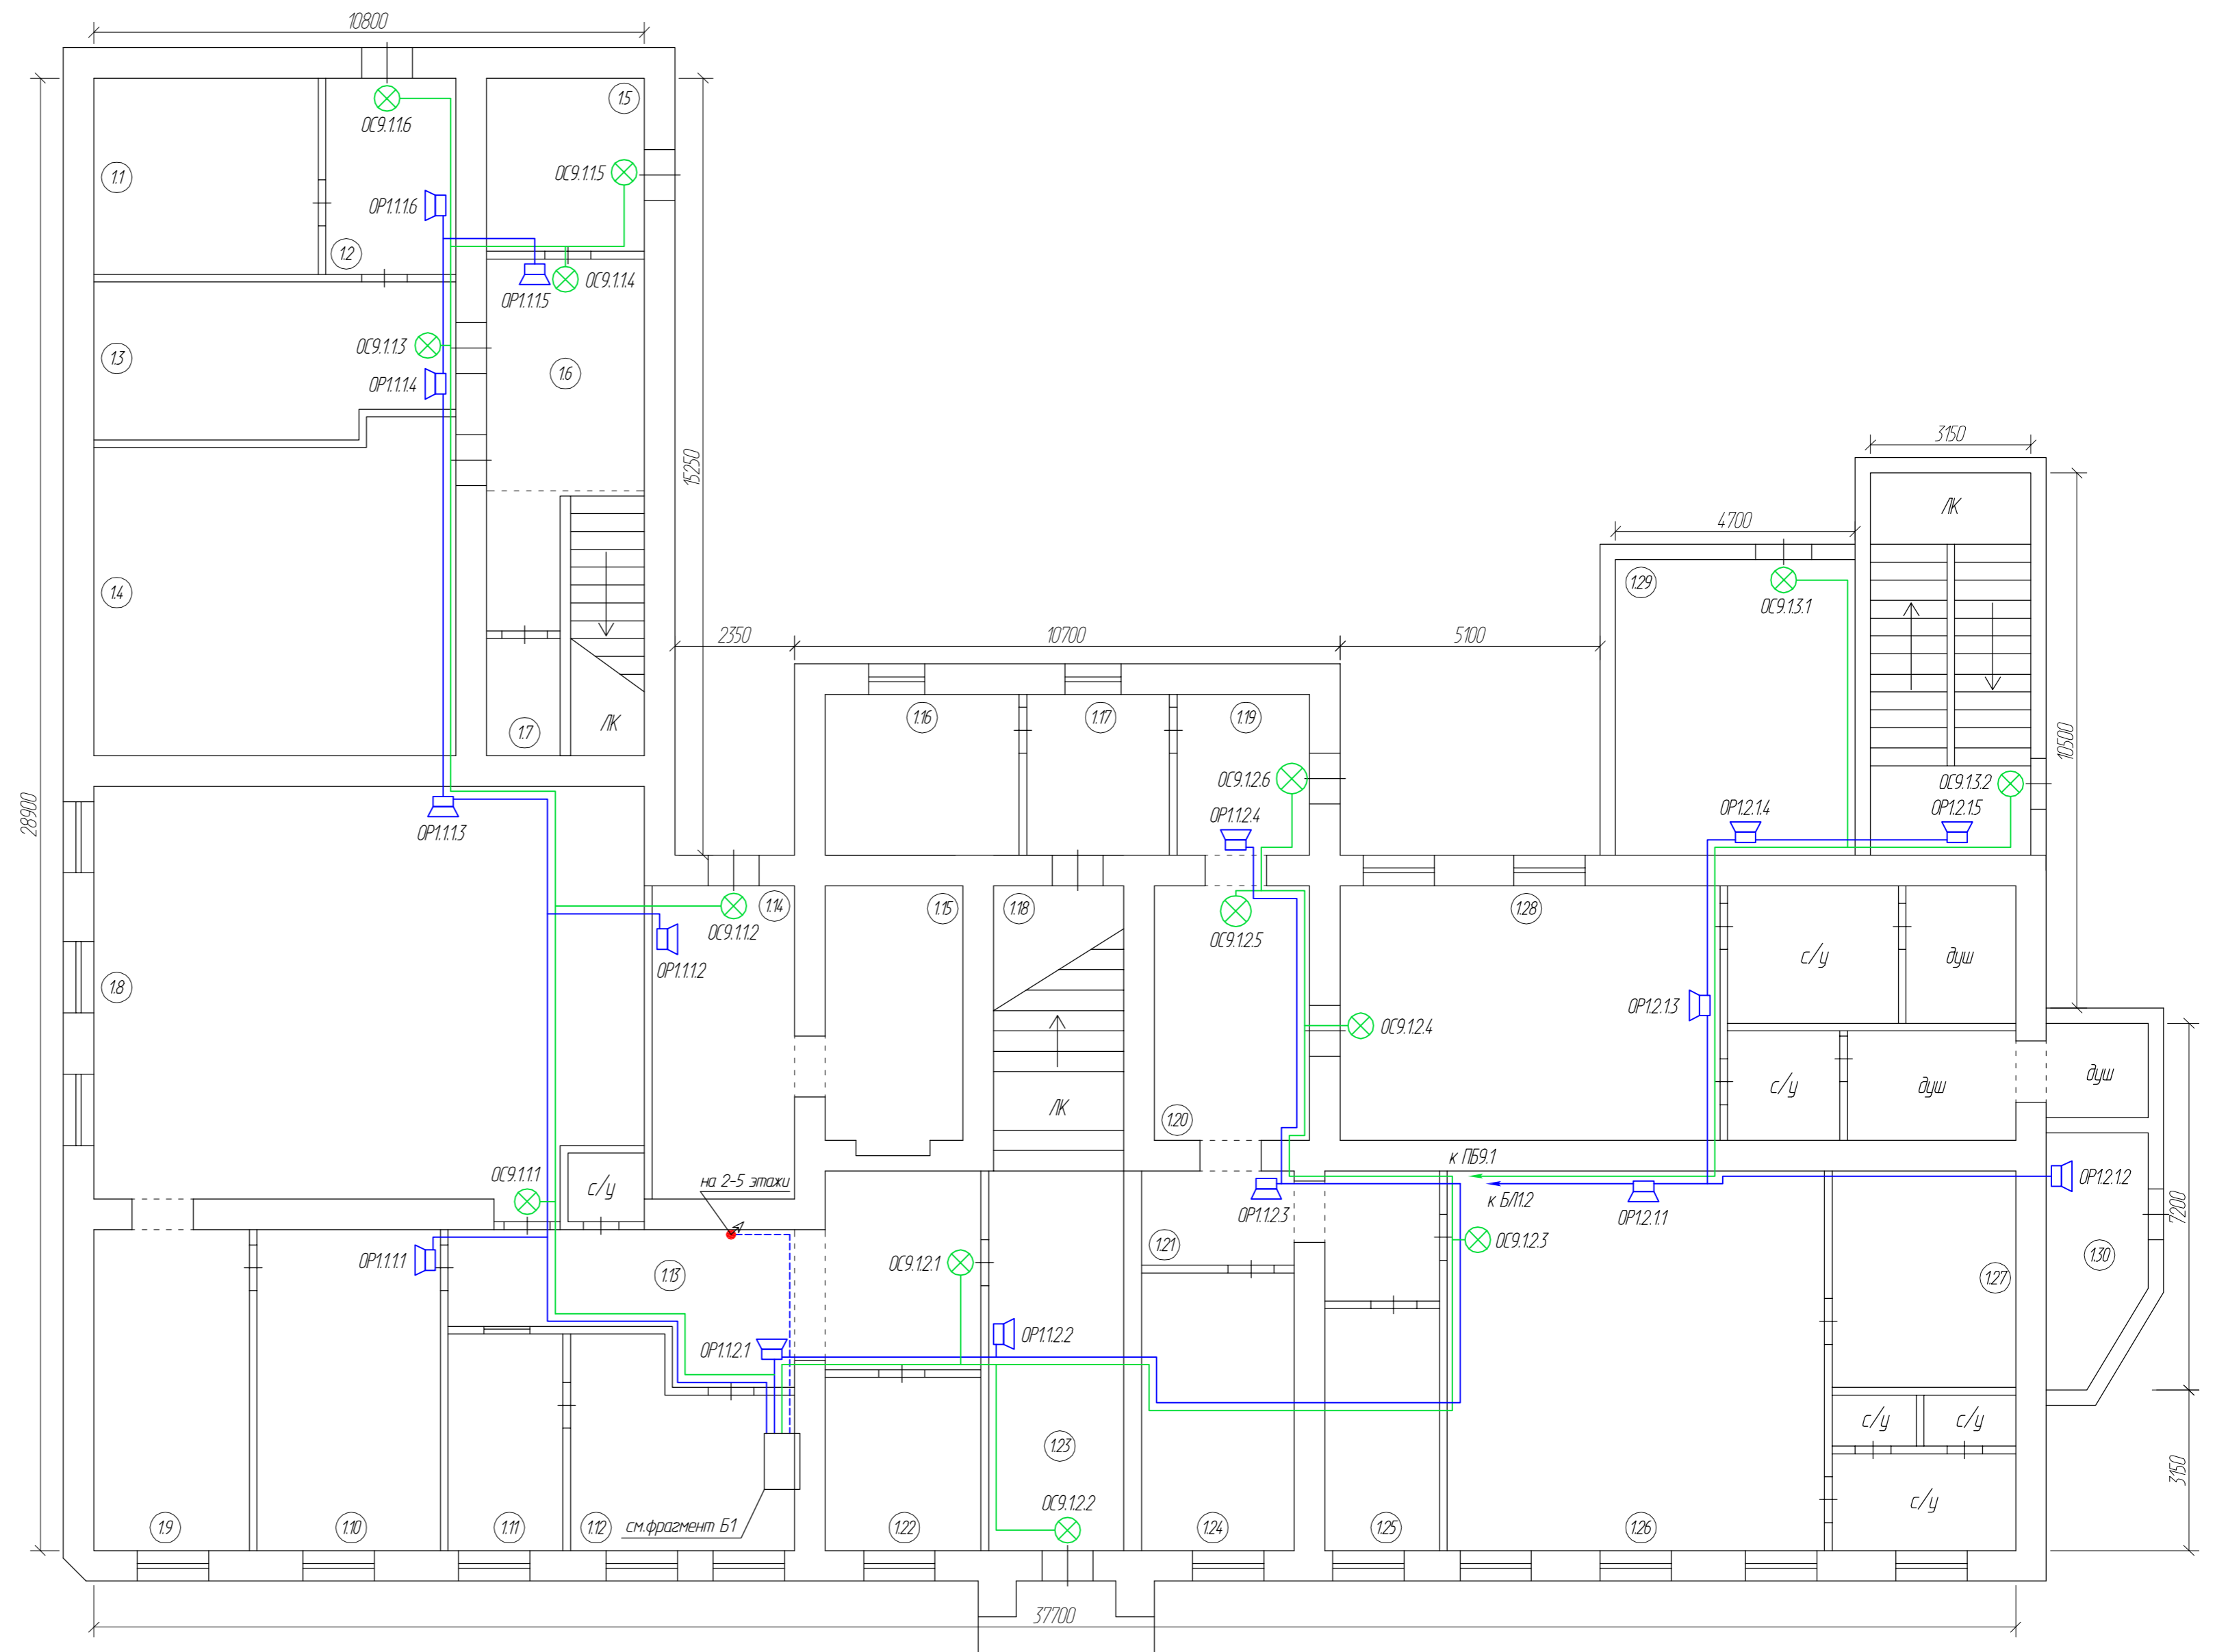 10800
1.5
ОС9.1.1.6
1.1
ОС9.1.1.5
ОР1.1.1.6
1.2
ОС9.1.1.4
ОР1.1.1.5
ОС9.1.1.3
1.3
ОР1.1.1.4
1.6
3150
15250
ЛК
4700
1.4
1.29
ОС9.1.3.1
2350
10700
5100
1.7
ЛК
1.16
1.17
1.19
10500
28900
ОС9.1.2.6
ОС9.1.3.2
ОР1.1.1.3
ОР1.1.2.4
ОР1.2.1.4
ОР1.2.1.5
1.14
1.15
1.18
1.28
ОС9.1.1.2
ОС9.1.2.5
с/у
душ
ОР1.1.1.2
1.8
ОР1.2.1.3
ОС9.1.2.4
с/у
душ
душ
ЛК
1.20
ОС9.1.1.1
с/у
на 2-5 этажи
к ПБ9.1
к БЛ1.2
ОР1.2.1.2
ОР1.1.2.3
ОР1.2.1.1
7200
ОР1.1.1.1
1.13
ОС9.1.2.1
1.21
ОС9.1.2.3
1.27
1.30
ОР1.1.2.1
ОР1.1.2.2
с/у
с/у
1.23
3150
ОС9.1.2.2
с/у
1.9
1.10
1.11
1.12
см.фрагмент Б1
1.22
1.24
1.25
1.26
37700